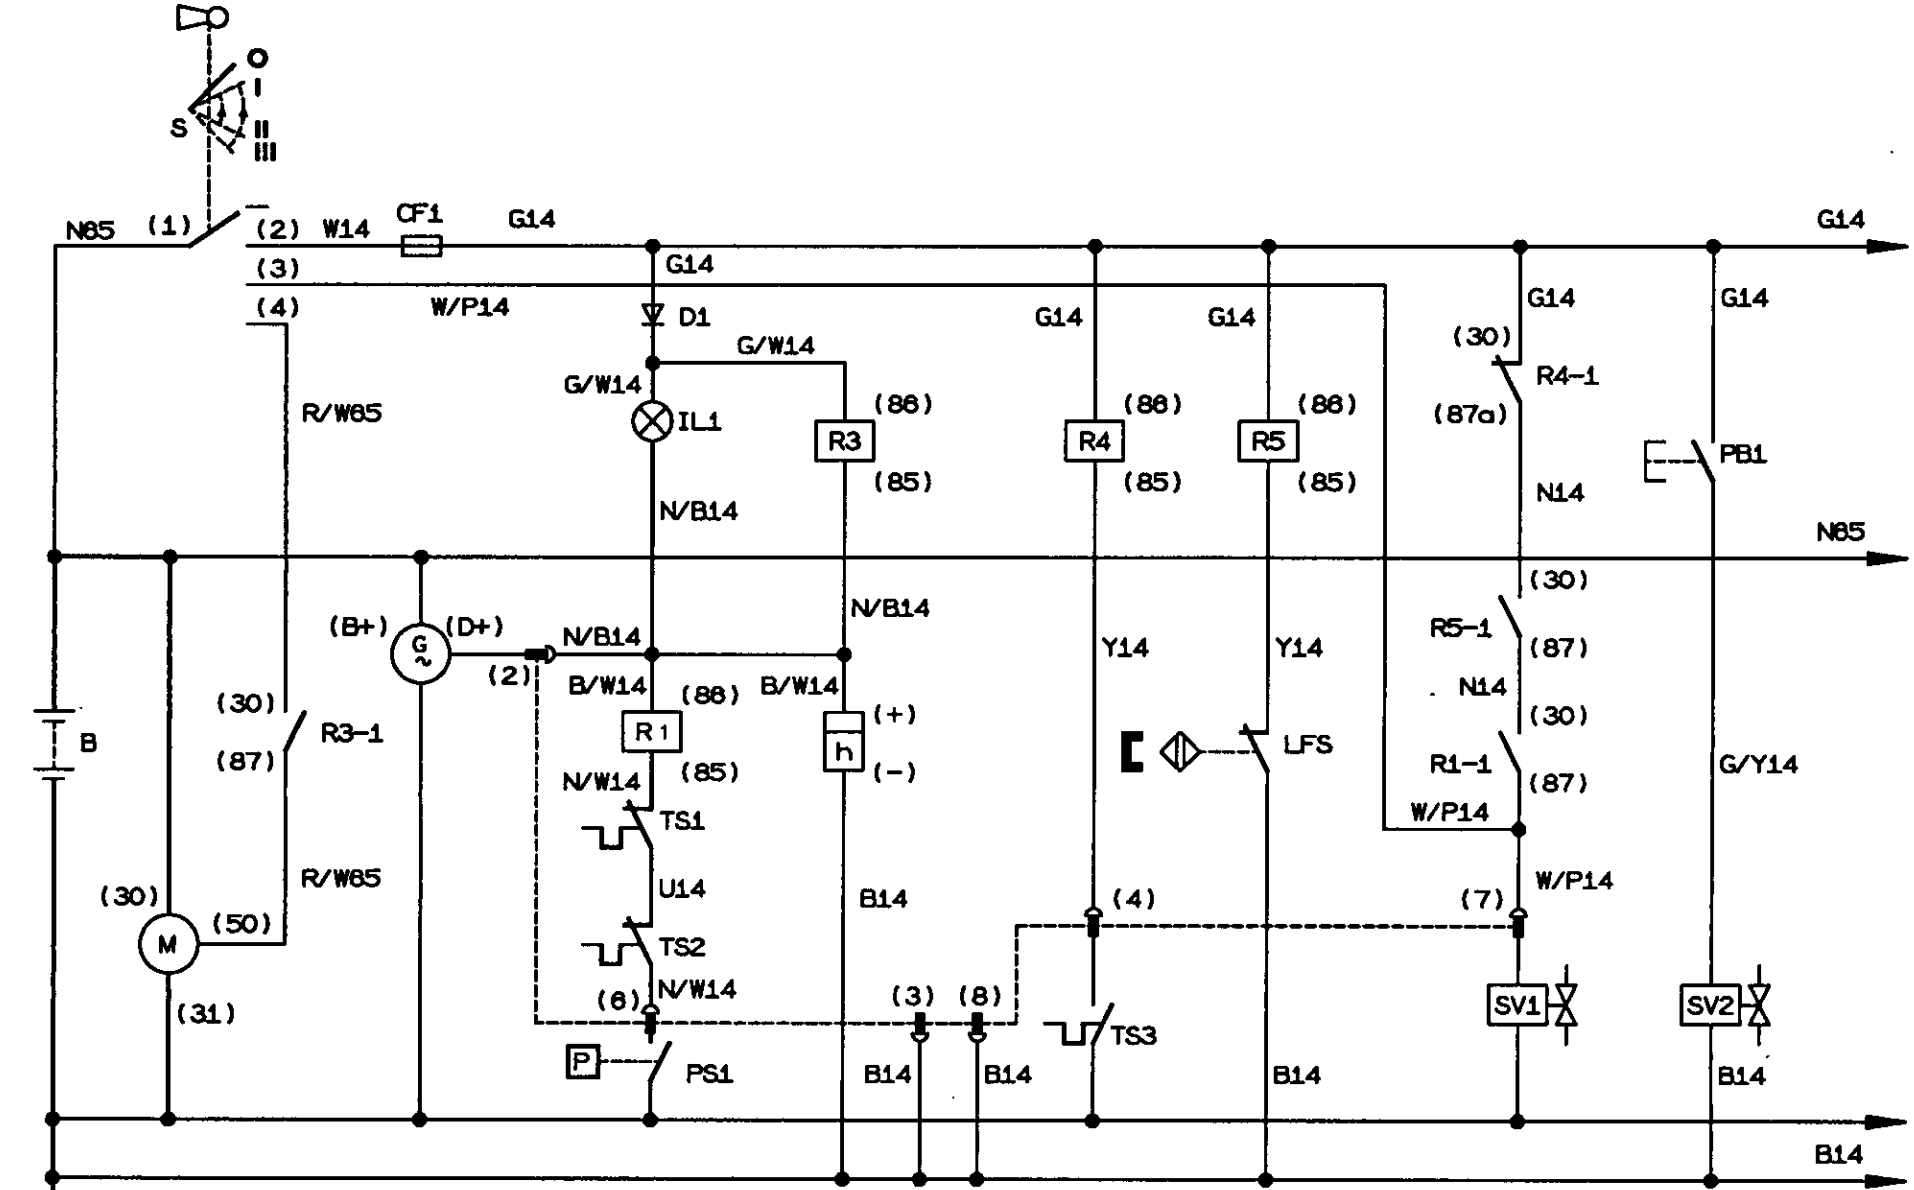 O
I
S
II
III
CF1
G14
G14
N65 (1) (2) W14
(3)
G14
(4)
W/P14
G14
G14
D1
G14
G14
G/W14
(30)
G/W14
R4-1
R/W65
(86) (86) (86)
(87a)
IL1
R3 R4 R5
PB1
(85) (85) (85)
N14
N/B14
N65
(30)
N/B14
(B+) (D+)
G
~
N/B14
R5-1
(87)
Y14 Y14
(2)
B/W14 (86) B/W14
N14
(30)
(30)
(+)
R3-1
B
R1
h
LFS
(87)
(85)
(-)
R1-1
G/Y14
(87)
N/W14
W/P14
TS1
R/W65
U14
W/P14
(30)
B14
(4)
(7)
(50)
M
TS2
N/W14
(6)
(3) (8)
(31)
SV1
SV2
TS3
P
PS1
B14 B14
B14
B14
B14